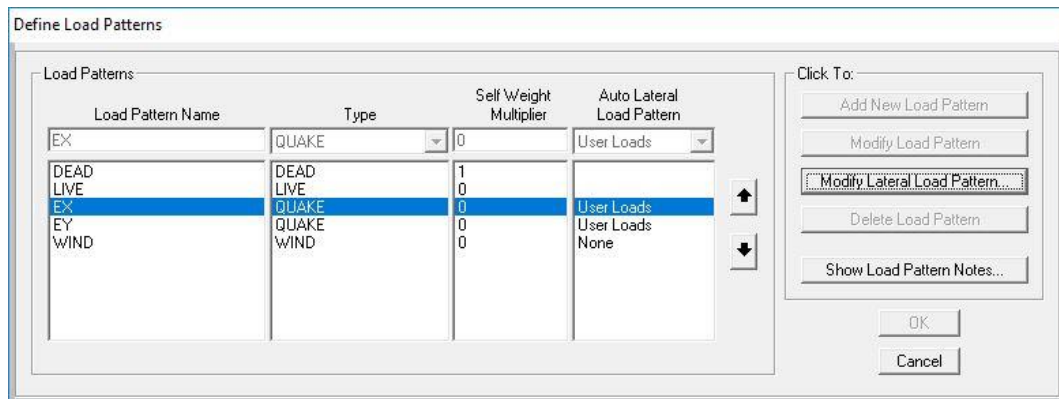 Define Load Patterns
Load Patterns
Click To:
Load Pattern Name Type Self Weight Multiplier Auto Lateral Load Pattern
EX QUAKE 0 User Loads
DEAD DEAD 1
LIVE LIVE 0
EX QUAKE 0 User Loads
EY QUAKE 0 User Loads
WIND WIND 0 None
Add New Load Pattern
Modify Load Pattern
Modify Lateral Load Pattern...
Delete Load Pattern
Show Load Pattern Notes...
OK
Cancel